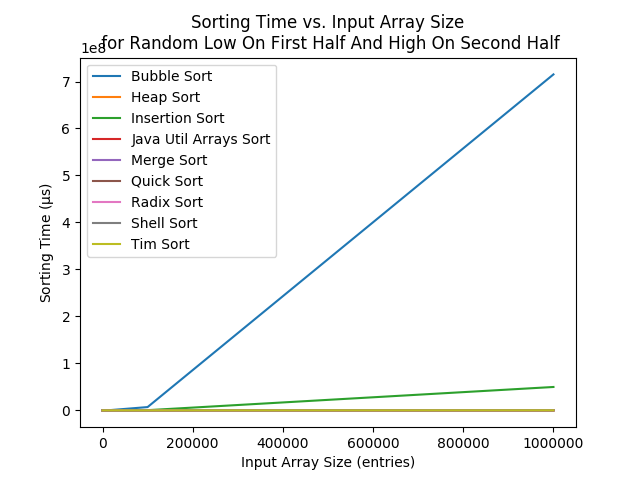 Sorting Time vs. Input Array Size
for Random Low On First Half And High On Second Half
1e8
Bubble Sort
Heap Sort
Insertion Sort
Java Util Arrays Sort
Merge Sort
Quick Sort
Radix Sort
Shell Sort
Tim Sort
7
6
5
4
3
2
1
0
Sorting Time (µs)
0 200000 400000 600000 800000 1000000
Input Array Size (entries)